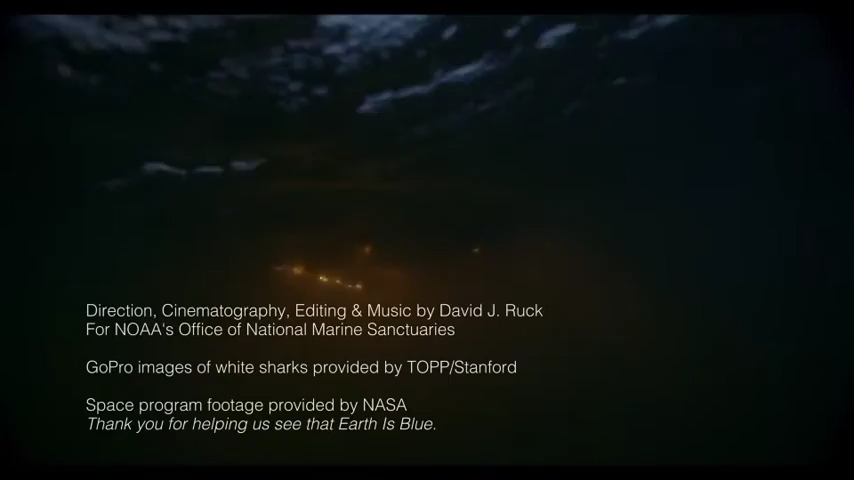 Direction, Cinematography, Editing & Music by David J. Ruck
For NOAA's Office of National Marine Sanctuaries
GoPro images of white sharks provided by TOPP/Stanford
Space program footage provided by NASA
Thank you for helping us see that Earth Is Blue.